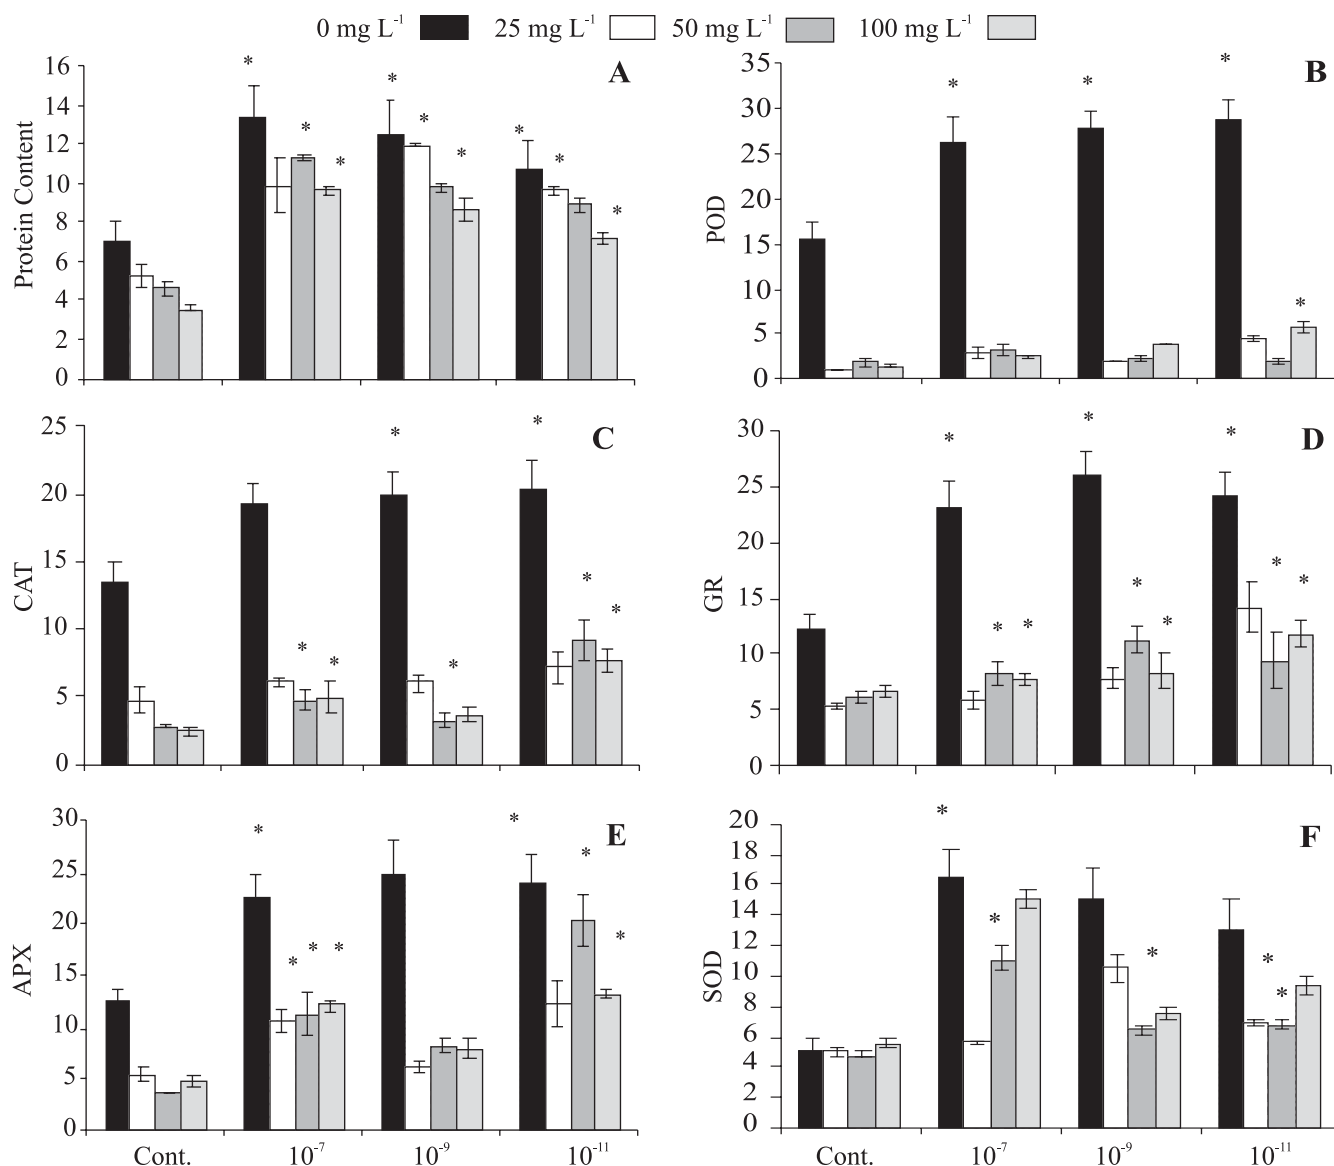 0 mg L⁻¹ 25 mg L⁻¹ 50 mg L⁻¹ 100 mg L⁻¹
A
Protein Content
16
14
12
10
8
6
4
2
0
* * * * * * * * *
B
POD
35
30
25
20
15
10
5
0
* * * *
C
CAT
25
20
15
10
5
0
* * * * * * *
D
GR
30
25
20
15
10
5
0
* * * * * * * * *
E
APX
30
25
20
15
10
5
0
* * * * * * *
Cont. 10⁻⁷ 10⁻⁹ 10⁻¹¹
F
SOD
20
18
16
14
12
10
8
6
4
2
0
* * * * *
Cont. 10⁻⁷ 10⁻⁹ 10⁻¹¹